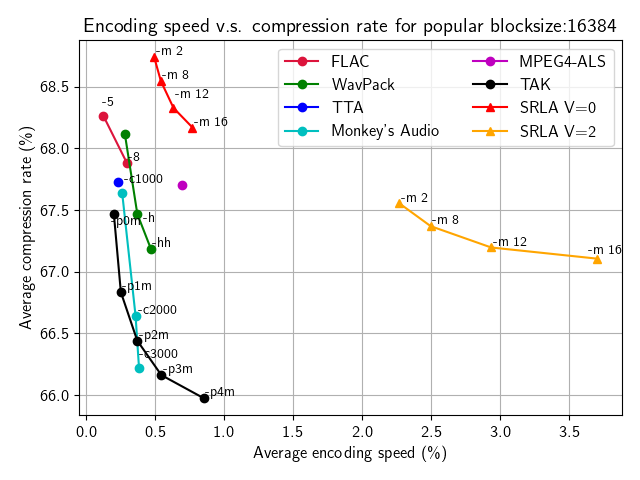 Encoding speed v.s. compression rate for popular blocksize:16384
FLAC
WavPack
TTA
Monkey's Audio
MPEG4-ALS
TAK
SRLA V=0
SRLA V=2
Average compression rate (%)
68.5
68.0
67.5
67.0
66.5
66.0
-5
-8
-m 2
-m 8
-m 12
-m 16
-c1000
-p0m
-h
-hh
-p1m
-c2000
-p2m
-c3000
-p3m
-p4m
-m 2
-m 8
-m 12
-m 16
0.0
0.5
1.0
1.5
2.0
2.5
3.0
3.5
Average encoding speed (%)